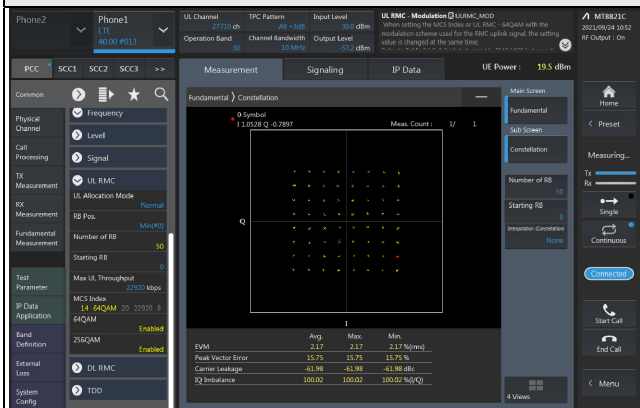 Phone2
Phone1
LTE
40.00 #013
UL Channel
27710 ch
TPC Pattern
All +3dB
Input Level
30.0 dBm
Operation Band
30
Channel Bandwidth
10 MHz
Output Level
-57.2 dBm
UL RMC - Modulation ULRMC_MOD
When setting the MCS Index or UL RMC - 64QAM with the
modulation scheme used for the RMC uplink signal, the setting
value is changed at the same time.
MT8821C
2021/09/24 10:52
RF Output : On
PCC
SCC1
SCC2
SCC3
>>
Measurement
Signaling
IP Data
UE Power : 19.5 dBm
Common
Physical
Channel
Call
Processing
TX
Measurement
RX
Measurement
Fundamental
Measurement
Test
Parameter
IP Data
Application
Band
Definition
External
Loss
System
Config
Frequency
Level
Signal
UL RMC
UL Allocation Mode
Normal
RB Pos.
Min(#0)
Number of RB
50
Starting RB
0
Max UL Throughput
22920 kbps
MCS Index
14 64QAM 20 22920 8
64QAM
Enabled
256QAM
Enabled
DL RMC
TDD
Fundamental > Constellation
0 Symbol
I 1.0528 Q -0.7897
Meas. Count : 1/ 1
Q
I
Avg. Max. Min.
EVM 2.17 2.17 2.17 %(rms)
Peak Vector Error 15.75 15.75 15.75 %
Carrier Leakage -61.98 -61.98 -61.98 dBc
IQ Imbalance 100.02 100.02 100.02 %(I/Q)
Main Screen
Fundamental
Sub Screen
Constellation
Number of RB
50
Starting RB
0
Interpolation (Constellation)
None
4 Views
Home
< Preset
Measuring...
Tx
Rx
Single
Continuous
Connected
Start Call
End Call
< Menu